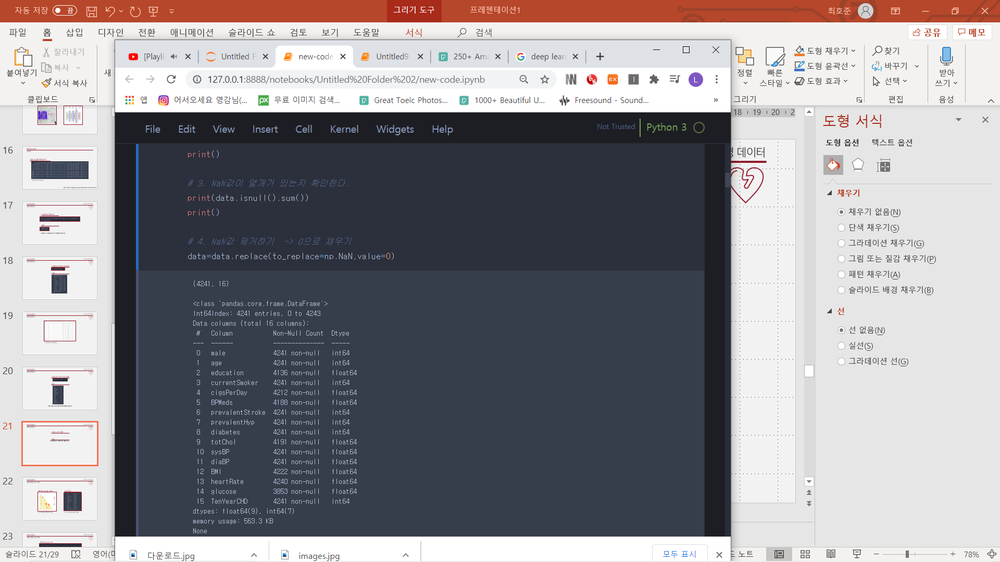 자동 저장 끔
그리기 도구
프레젠테이션1
최호준
파일 홈 삽입 디자인 전환 애니메이션 슬라이드 쇼 검토 보기 도움말 서식 검색
공유 메모
붙여넣기
잘라내기
복사
서식 복사
클립보드
새
[Playli
Untitled F
new-code
Untitled9
250+ Ama
deep learn
127.0.0.1:8888/notebooks/Untitled%20Folder%202/new-code.ipynb
앱
어서오세요 영감님(...
무료 이미지 검색...
Great Toeic Photos...
1000+ Beautiful U...
Freesound - Sound...
»
File Edit View Insert Cell Kernel Widgets Help
Not Trusted
Python 3
print()
# 3. NaN값이 몇개가 있는지 확인한다.
print(data.isnull().sum())
print()
# 4. NaN값 제거하기 -> 0으로 채우기
data=data.replace(to_replace=np.NaN,value=0)
(4241, 16)
<class 'pandas.core.frame.DataFrame'>
Int64Index: 4241 entries, 0 to 4243
Data columns (total 16 columns):
# Column Non-Null Count Dtype
--- ------ -------------- -----
0 male 4241 non-null int64
1 age 4241 non-null int64
2 education 4136 non-null float64
3 currentSmoker 4241 non-null int64
4 cigsPerDay 4212 non-null float64
5 BPMeds 4188 non-null float64
6 prevalentStroke 4241 non-null int64
7 prevalentHyp 4241 non-null int64
8 diabetes 4241 non-null int64
9 totChol 4191 non-null float64
10 sysBP 4241 non-null float64
11 diaBP 4241 non-null float64
12 BMI 4222 non-null float64
13 heartRate 4240 non-null float64
14 glucose 3853 non-null float64
15 TenYearCHD 4241 non-null int64
dtypes: float64(9), int64(7)
memory usage: 563.3 KB
None
다운로드.jpg
images.jpg
모두 표시
정렬
빠른
스타일
도형 채우기
도형 윤곽선
도형 효과
그리기
찾기
바꾸기
선택
편집
받아
쓰기
음성
18 19 20 2
데이터
도형 서식
도형 옵션 텍스트 옵션
채우기
채우기 없음(N)
단색 채우기(S)
그라데이션 채우기(G)
그림 또는 질감 채우기(P)
패턴 채우기(A)
슬라이드 배경 채우기(B)
선
선 없음(N)
실선(S)
그라데이션 선(G)
DATA
16
17
18
19
20
21
22
23
슬라이드 21/29
영어(미
노트
78%